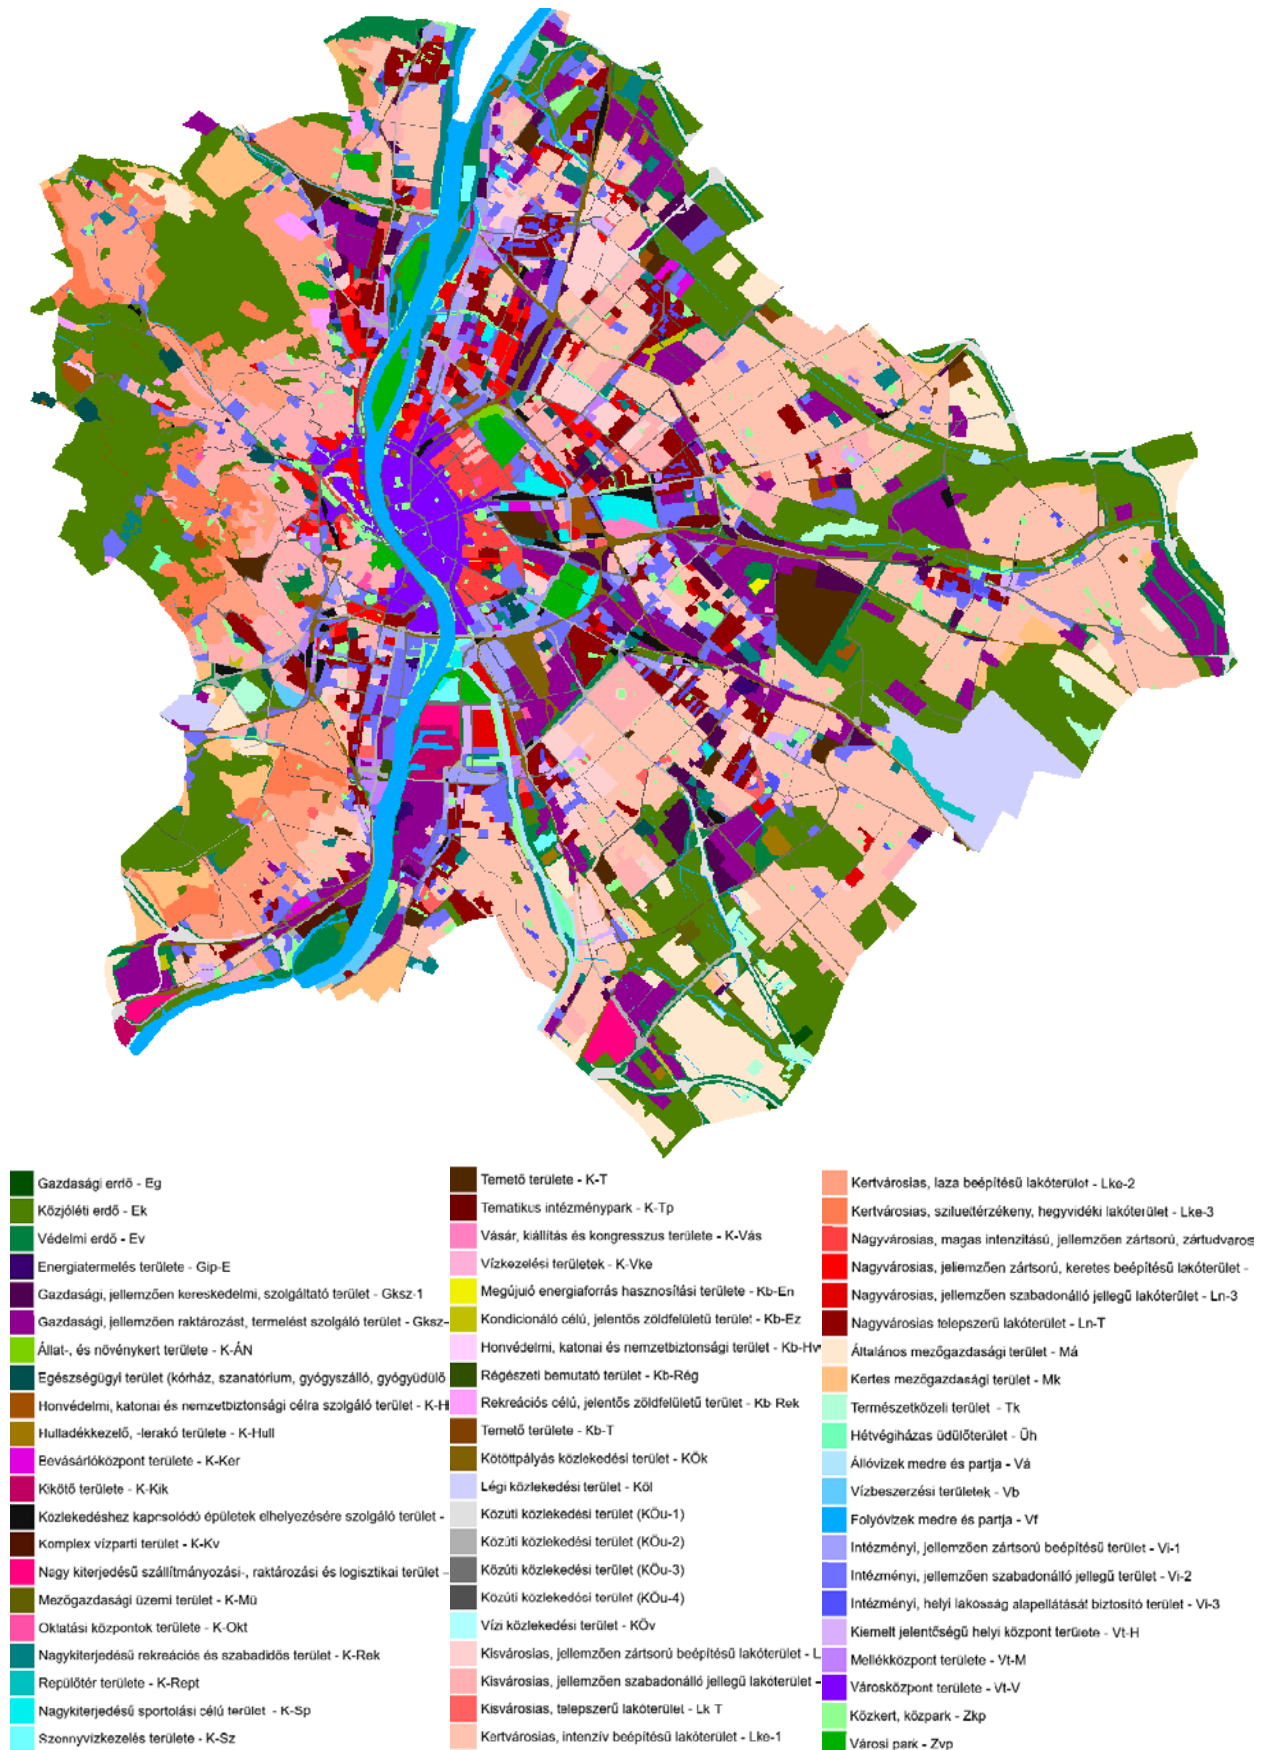 Gazdasági erdő - Eg
Közjóléti erdő - Ek
Védelmi erdő - Ev
Energiatermelés területe - Gip-E
Gazdasági, jellemzően kereskedelmi, szolgáltató terület - Gksz-1
Gazdasági, jellemzően raktározást, termelést szolgáló terület - Gksz-
Állat-, és növénykert területe - K-ÁN
Egészségügyi terület (kórház, szanatórium, gyógyszálló, gyógyüdülő
Honvédelmi, katonai és nemzetbiztonsági célra szolgáló terület - K-H
Hulladékkezelő, -lerakó területe - K-Hull
Bevásárlóközpont területe - K-Ker
Kikötő területe - K-Kik
Közlekedéshez kapcsolódó épületek elhelyezésére szolgáló terület -
Komplex vízparti terület - K-Kv
Nagy kiterjedésű szállítmányozási-, raktározási és logisztikai terület -
Mezőgazdasági üzemi terület - K-Mü
Oktatási központok területe - K-Okt
Nagykiterjedésű rekreációs és szabadidős terület - K-Rek
Repülőtér területe - K-Rept
Nagykiterjedésű sportolási célú terület - K-Sp
Szennyvízkezelés területe - K-Sz
Temető területe - K-T
Tematikus intézménypark - K-Tp
Vásár, kiállítás és kongresszus területe - K-Vás
Vízkezelési területek - K-Vke
Megújuló energiaforrás hasznosítási területe - Kb-En
Kondicionáló célú, jelentős zöldfelületű terület - Kb-Ez
Honvédelmi, katonai és nemzetbiztonsági terület - Kb-Hv
Régészeti bemutató terület - Kb-Rég
Rekreációs célú, jelentős zöldfelületű terület - Kb-Rek
Temető területe - Kb-T
Kötöttpályás közlekedési terület - KÖk
Légi közlekedési terület - Köl
Közúti közlekedési terület (KÖu-1)
Közúti közlekedési terület (KÖu-2)
Közúti közlekedési terület (KÖu-3)
Közúti közlekedési terület (KÖu-4)
Vízi közlekedési terület - KÖv
Kisvárosias, jellemzően zártsorú beépítésű lakóterület - L
Kisvárosias, jellemzően szabadonálló jellegű lakóterület -
Kisvárosias, telepszerű lakóterület - Lk-T
Kertvárosias, intenzív beépítésű lakóterület - Lke-1
Kertvárosias, laza beépítésű lakóterület - Lke-2
Kertvárosias, sziluettérzékeny, hegyvidéki lakóterület - Lke-3
Nagyvárosias, magas intenzitású, jellemzően zártsorú, zártudvaros
Nagyvárosias, jellemzően zártsorú, keretes beépítésű lakóterület -
Nagyvárosias, jellemzően szabadonálló jellegű lakóterület - Ln-3
Nagyvárosias telepszerű lakóterület - Ln-T
Általános mezőgazdasági terület - Má
Kertes mezőgazdasági terület - Mk
Természetközeli terület - Tk
Hétvégiházas üdülőterület - Üh
Állóvizek medre és partja - Vá
Vízbeszerzési területek - Vb
Folyóvizek medre és partja - Vf
Intézményi, jellemzően zártsorú beépítésű terület - Vi-1
Intézményi, jellemzően szabadonálló jellegű terület - Vi-2
Intézményi, helyi lakosság alapellátását biztosító terület - Vi-3
Kiemelt jelentőségű helyi központ területe - Vt-H
Mellékközpont területe - Vt-M
Városközpont területe - Vt-V
Közkert, közpark - Zkp
Városi park - Zvp